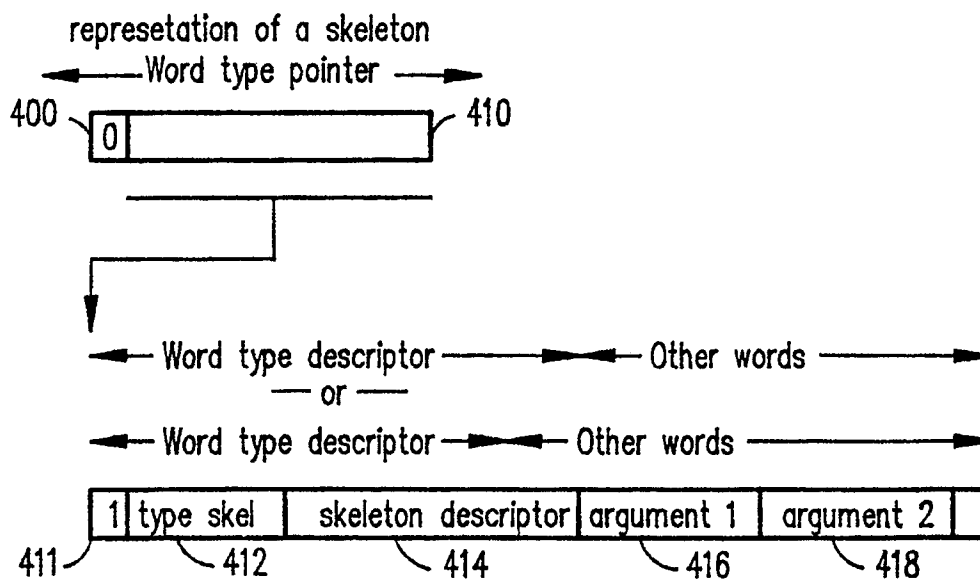 represetation of a skeleton
Word type pointer
400 0 410
Word type descriptor Other words
or
Word type descriptor Other words
1 type skel skeleton descriptor argument 1 argument 2
411 412 414 416 418